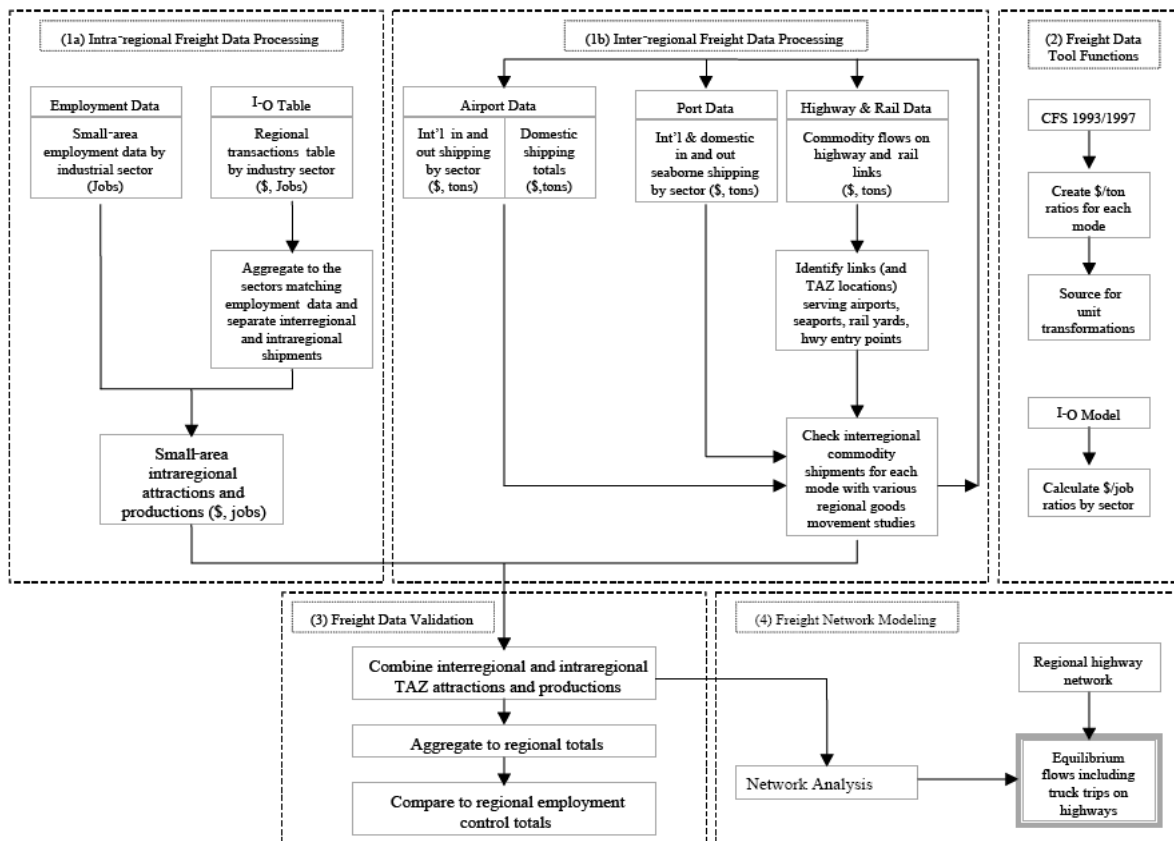 (1a) Intra-regional Freight Data Processing
Employment Data
Small-area
employment data by
industrial sector
(Jobs)
I-O Table
Regional
transactions table
by industry sector
($, Jobs)
Aggregate to the
sectors matching
employment data and
separate interregional
and intraregional
shipments
Small-area
intraregional
attractions and
productions ($, jobs)
(1b) Inter-regional Freight Data Processing
Airport Data
Int'l in and
out shipping
by sector
($, tons)
Domestic
shipping
totals
($,tons)
Port Data
Int'l & domestic
in and out
seaborne shipping
by sector ($, tons)
Highway & Rail Data
Commodity flows on
highway and rail
links
($, tons)
Identify links (and
TAZ locations)
serving airports,
seaports, rail yards,
hwy entry points
Check interregional
commodity
shipments for each
mode with various
regional goods
movement studies
(2) Freight Data
Tool Functions
CFS 1993/1997
Create $/ton
ratios for each
mode
Source for
unit
transformations
I-O Model
Calculate $/job
ratios by sector
(3) Freight Data Validation
Combine interregional and intraregional
TAZ attractions and productions
Aggregate to regional totals
Compare to regional employment
control totals
(4) Freight Network Modeling
Regional highway
network
Network Analysis
Equilibrium
flows including
truck trips on
highways